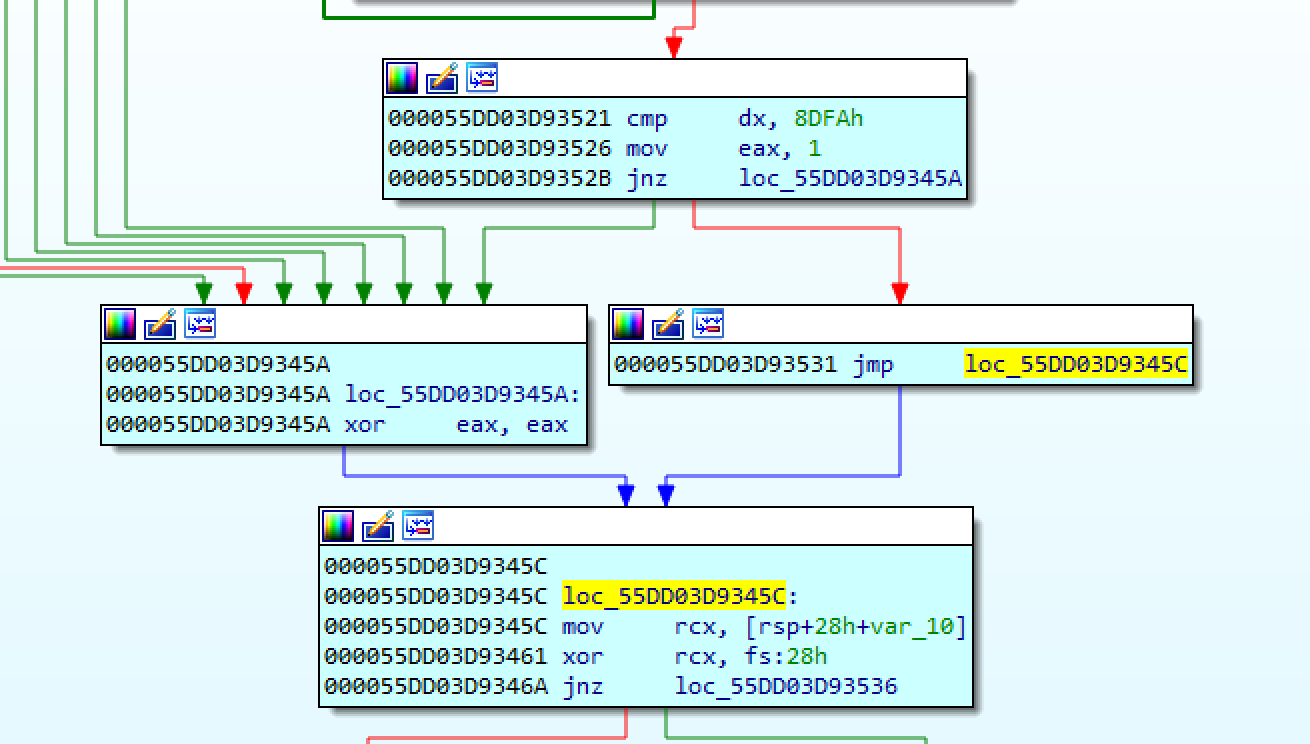 000055DD03D93521 cmp dx, 8DFAh
000055DD03D93526 mov eax, 1
000055DD03D9352B jnz loc_55DD03D9345A
000055DD03D9345A
000055DD03D9345A loc_55DD03D9345A:
000055DD03D9345A xor eax, eax
000055DD03D93531 jmp loc_55DD03D9345C
000055DD03D9345C
000055DD03D9345C loc_55DD03D9345C:
000055DD03D9345C mov rcx, [rsp+28h+var_10]
000055DD03D93461 xor rcx, fs:28h
000055DD03D9346A jnz loc_55DD03D93536